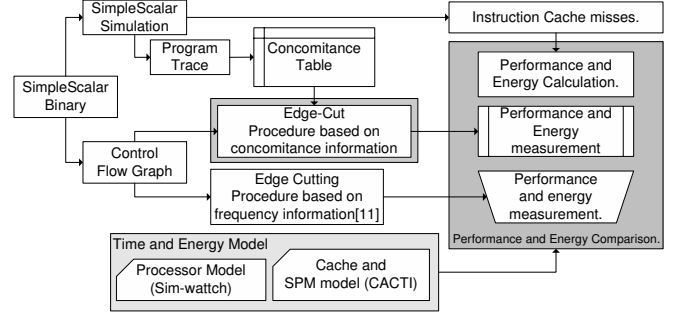 SimpleScalar
Simulation
Instruction Cache misses.
Program
Trace
Concomitance
Table
Performance and
Energy Calculation.
SimpleScalar
Binary
Edge-Cut
Procedure based on
concomitance information
Performance and
Energy
measurement
Control
Flow Graph
Edge Cutting
Procedure based on
frequency information[11]
Performance
and energy
measurement.
Performance and Energy Comparison.
Time and Energy Model
Processor Model
(Sim-wattch)
Cache and
SPM model (CACTI)